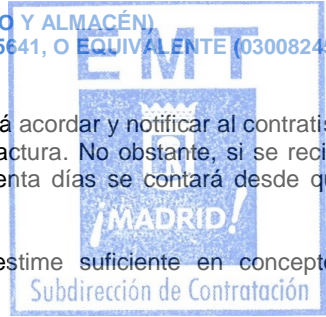 O Y ALMACÉN)
5641, O EQUIVALENTE (03000824
EMT
á acordar y notificar al contratis
actura. No obstante, si se reci
enta días se contará desde qu
¡MADRID!
estime suficiente en concepto
Subdirección de Contratación